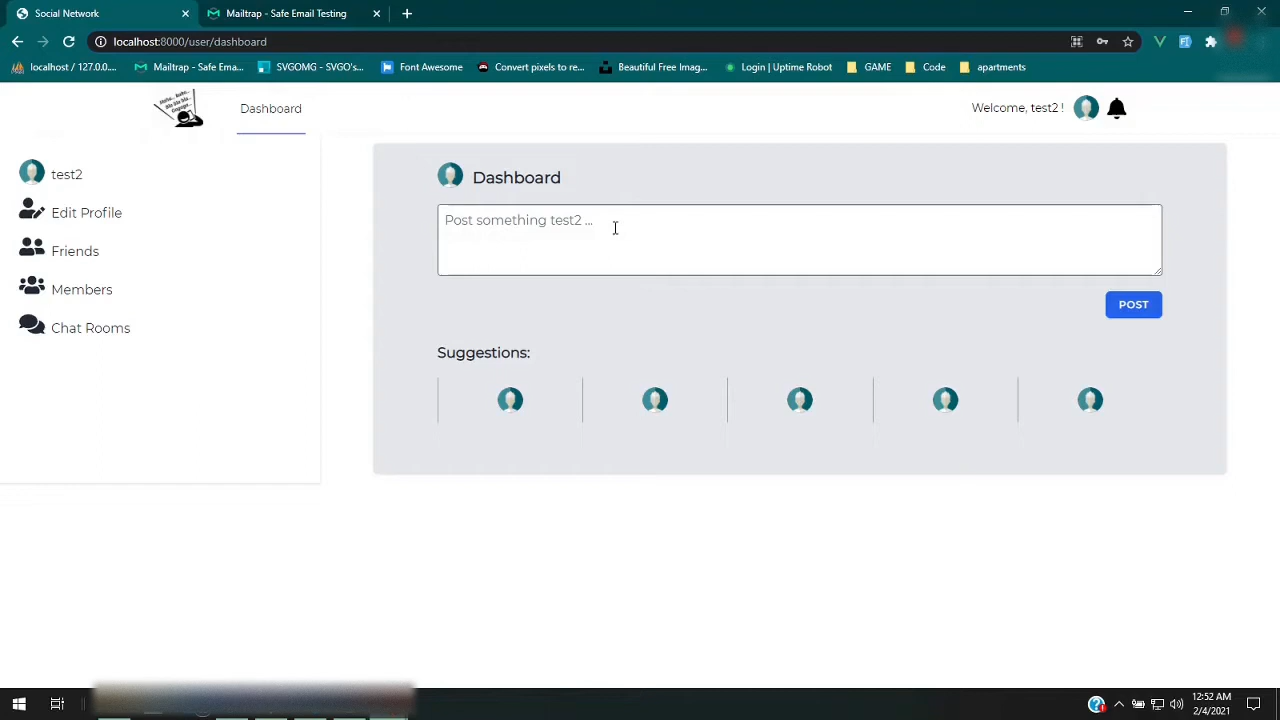 Social Network
Mailtrap - Safe Email Testing
localhost:8000/user/dashboard
localhost / 127.0.0....
Mailtrap - Safe Ema...
SVGOMG - SVGO's...
Font Awesome
Convert pixels to re...
Beautiful Free Imag...
Login | Uptime Robot
GAME
Code
apartments
Dashboard
Welcome, test2 !
test2
Edit Profile
Friends
Members
Chat Rooms
Dashboard
Post something test2 ...
POST
Suggestions:
12:52 AM
2/4/2021